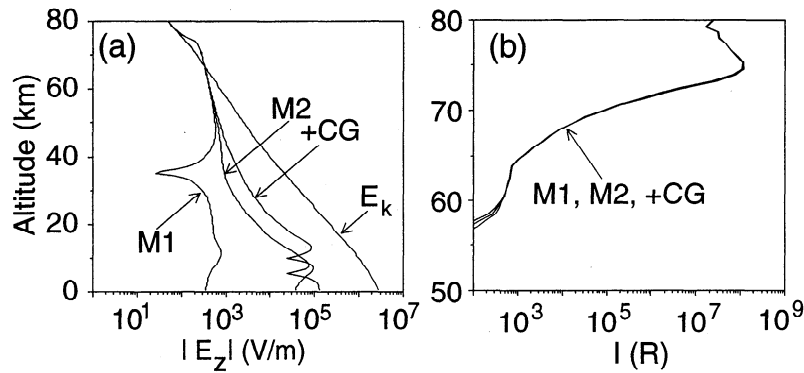 (a)
80
60
40
20
0
Altitude (km)
M2
+CG
E_k
M1
10^1 10^3 10^5 10^7
| E_z | (V/m)
(b)
80
70
60
50
M1, M2, +CG
10^3 10^5 10^7 10^9
I (R)